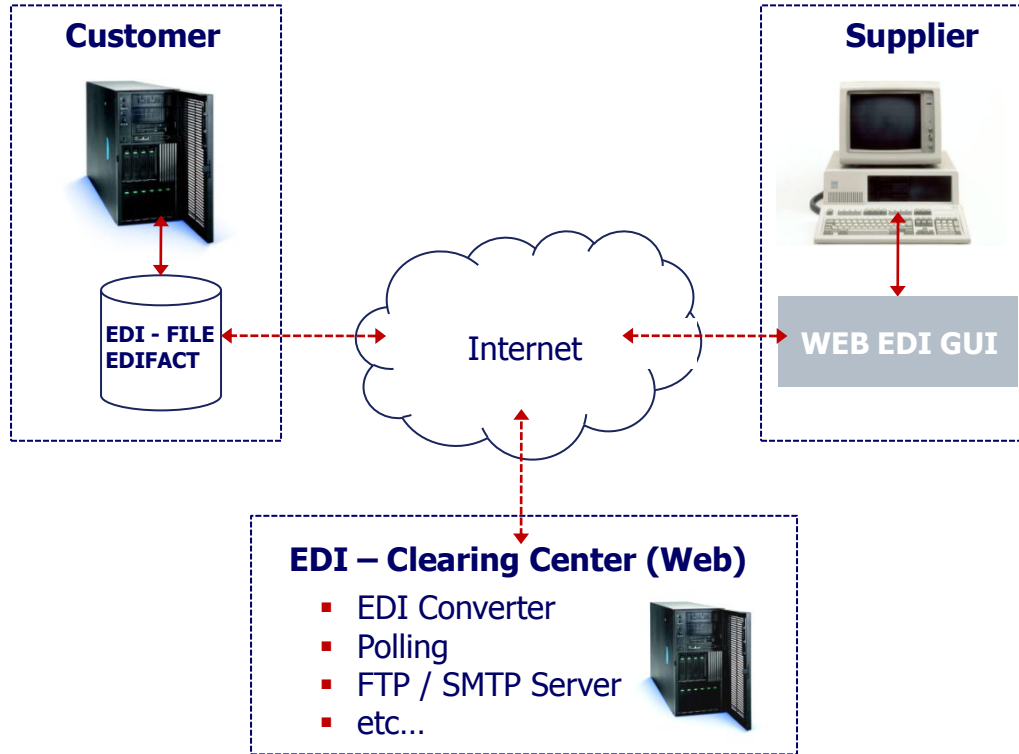 Customer
Supplier
EDI - FILE
EDIFACT
Internet
WEB EDI GUI
EDI – Clearing Center (Web)
▪ EDI Converter
▪ Polling
▪ FTP / SMTP Server
▪ etc…